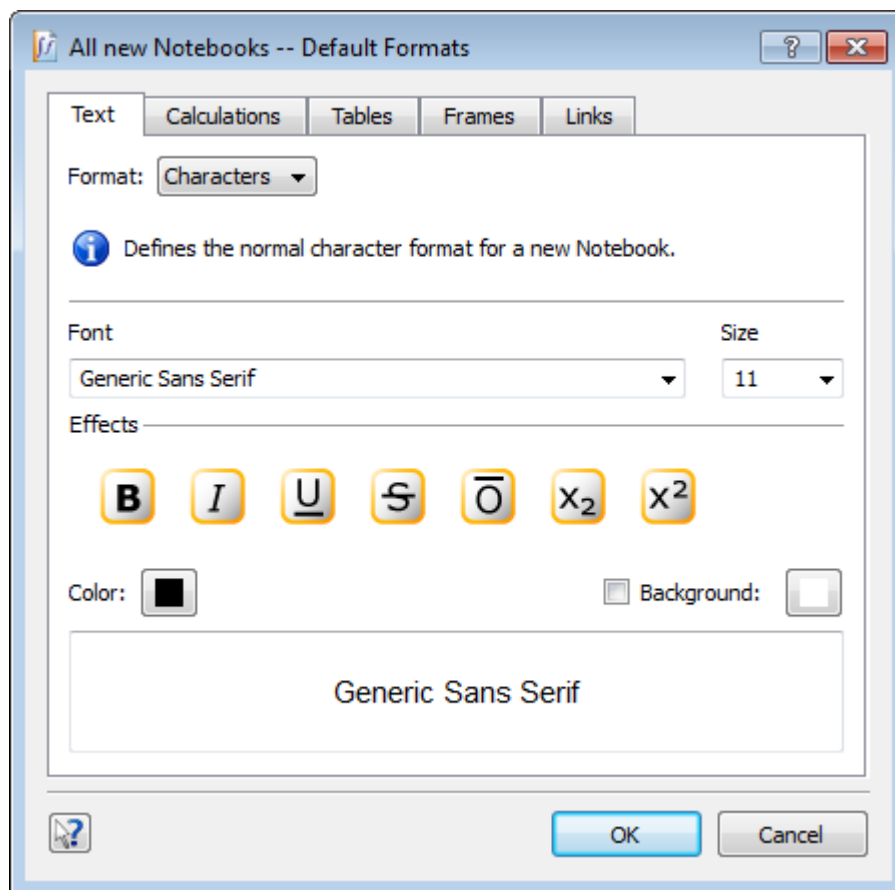 All new Notebooks -- Default Formats
Text Calculations Tables Frames Links
Format: Characters
Defines the normal character format for a new Notebook.
Font Size
Generic Sans Serif 11
Effects
B I U S O x₂ x²
Color: Background:
Generic Sans Serif
OK Cancel